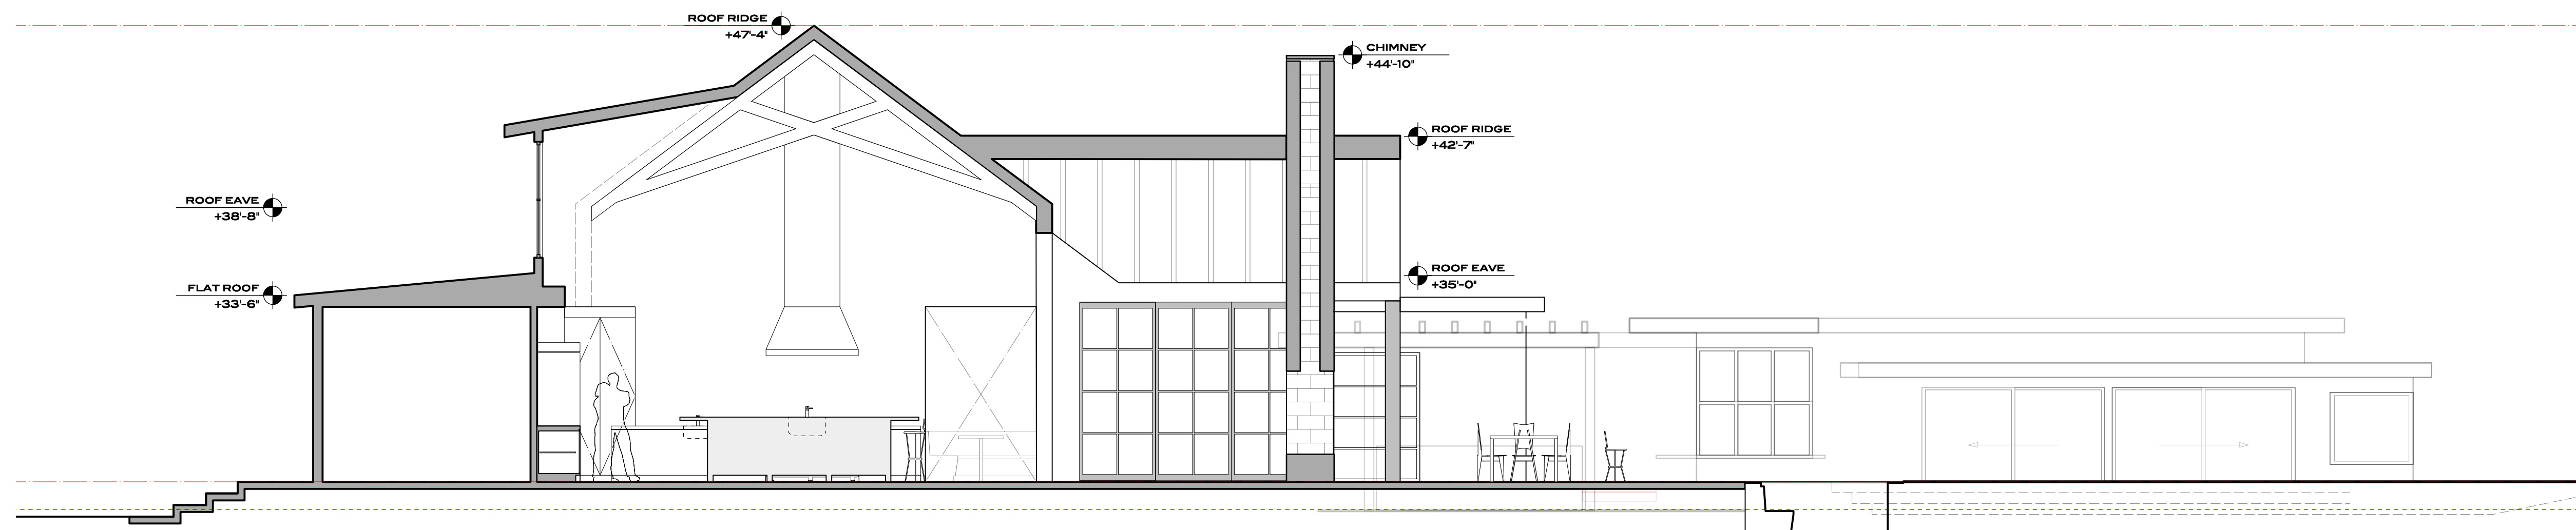 ROOF RIDGE
+47'-4"
CHIMNEY
+44'-10"
ROOF RIDGE
+42'-7"
ROOF EAVE
+38'-8"
ROOF EAVE
+35'-0"
FLAT ROOF
+33'-6"